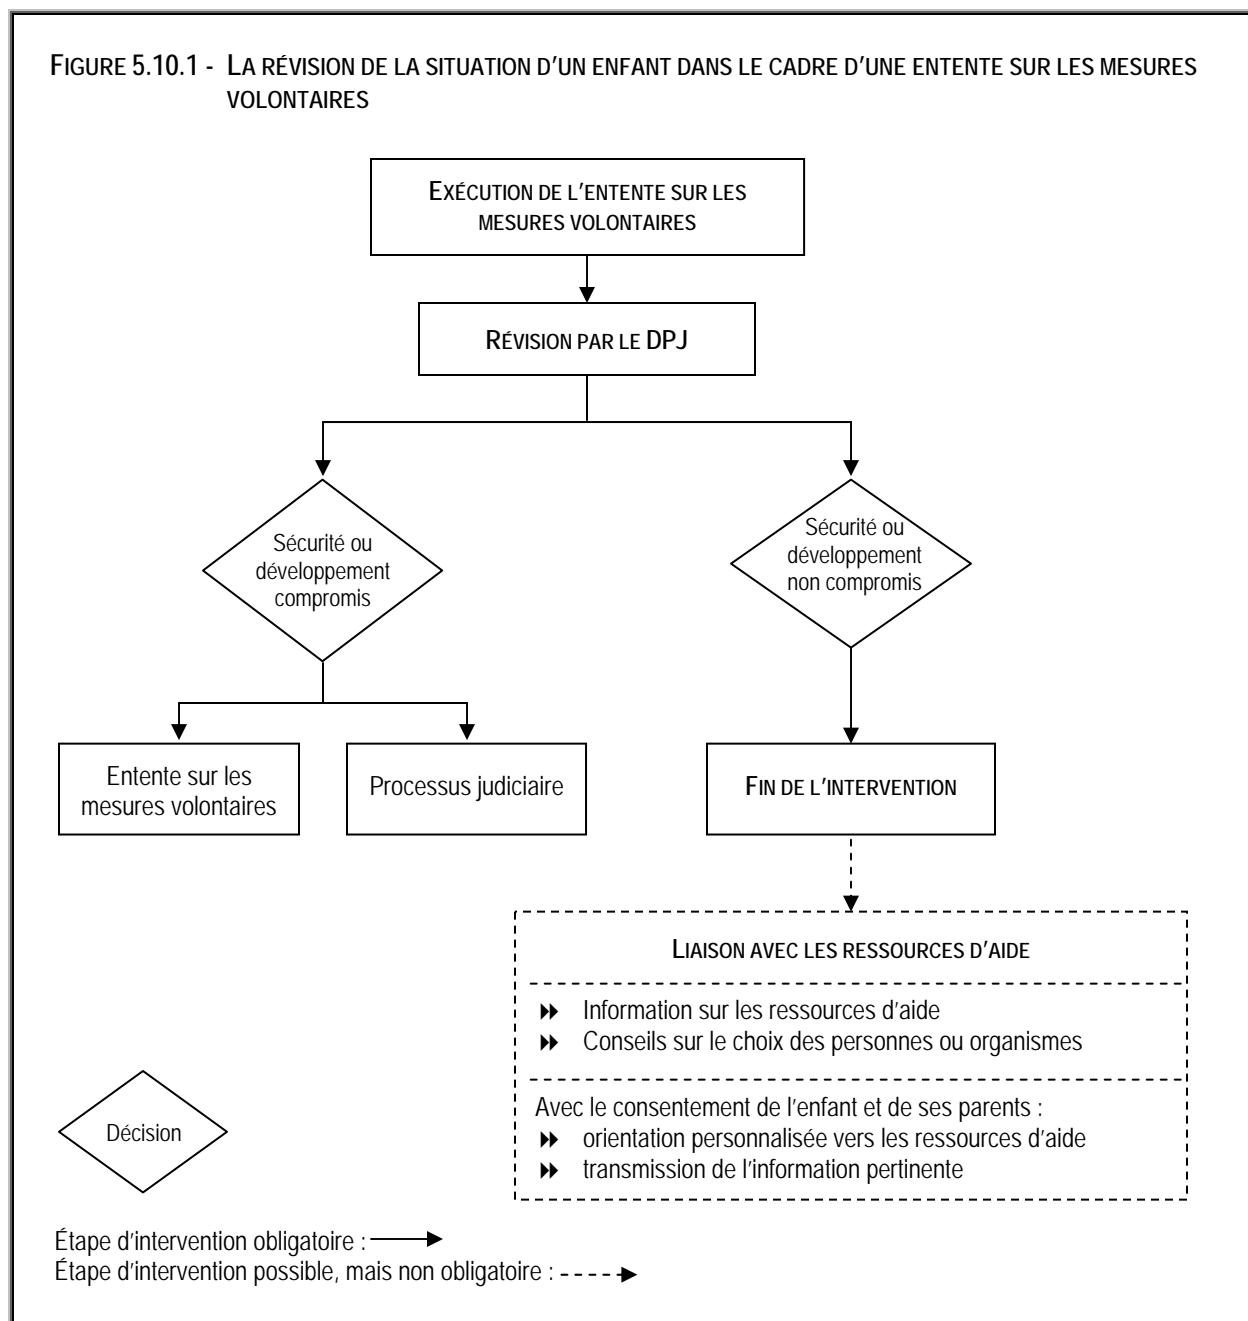 FIGURE 5.10.1 - LA RÉVISION DE LA SITUATION D'UN ENFANT DANS LE CADRE D'UNE ENTENTE SUR LES MESURES
VOLONTAIRES
EXÉCUTION DE L'ENTENTE SUR LES
MESURES VOLONTAIRES
RÉVISION PAR LE DPJ
Sécurité ou
développement
compromis
Sécurité ou
développement
non compromis
Entente sur les
mesures volontaires
Processus judiciaire
FIN DE L'INTERVENTION
LIAISON AVEC LES RESSOURCES D'AIDE
Information sur les ressources d'aide
Conseils sur le choix des personnes ou organismes
Avec le consentement de l'enfant et de ses parents :
orientation personnalisée vers les ressources d'aide
transmission de l'information pertinente
Décision
Étape d'intervention obligatoire :
Étape d'intervention possible, mais non obligatoire :